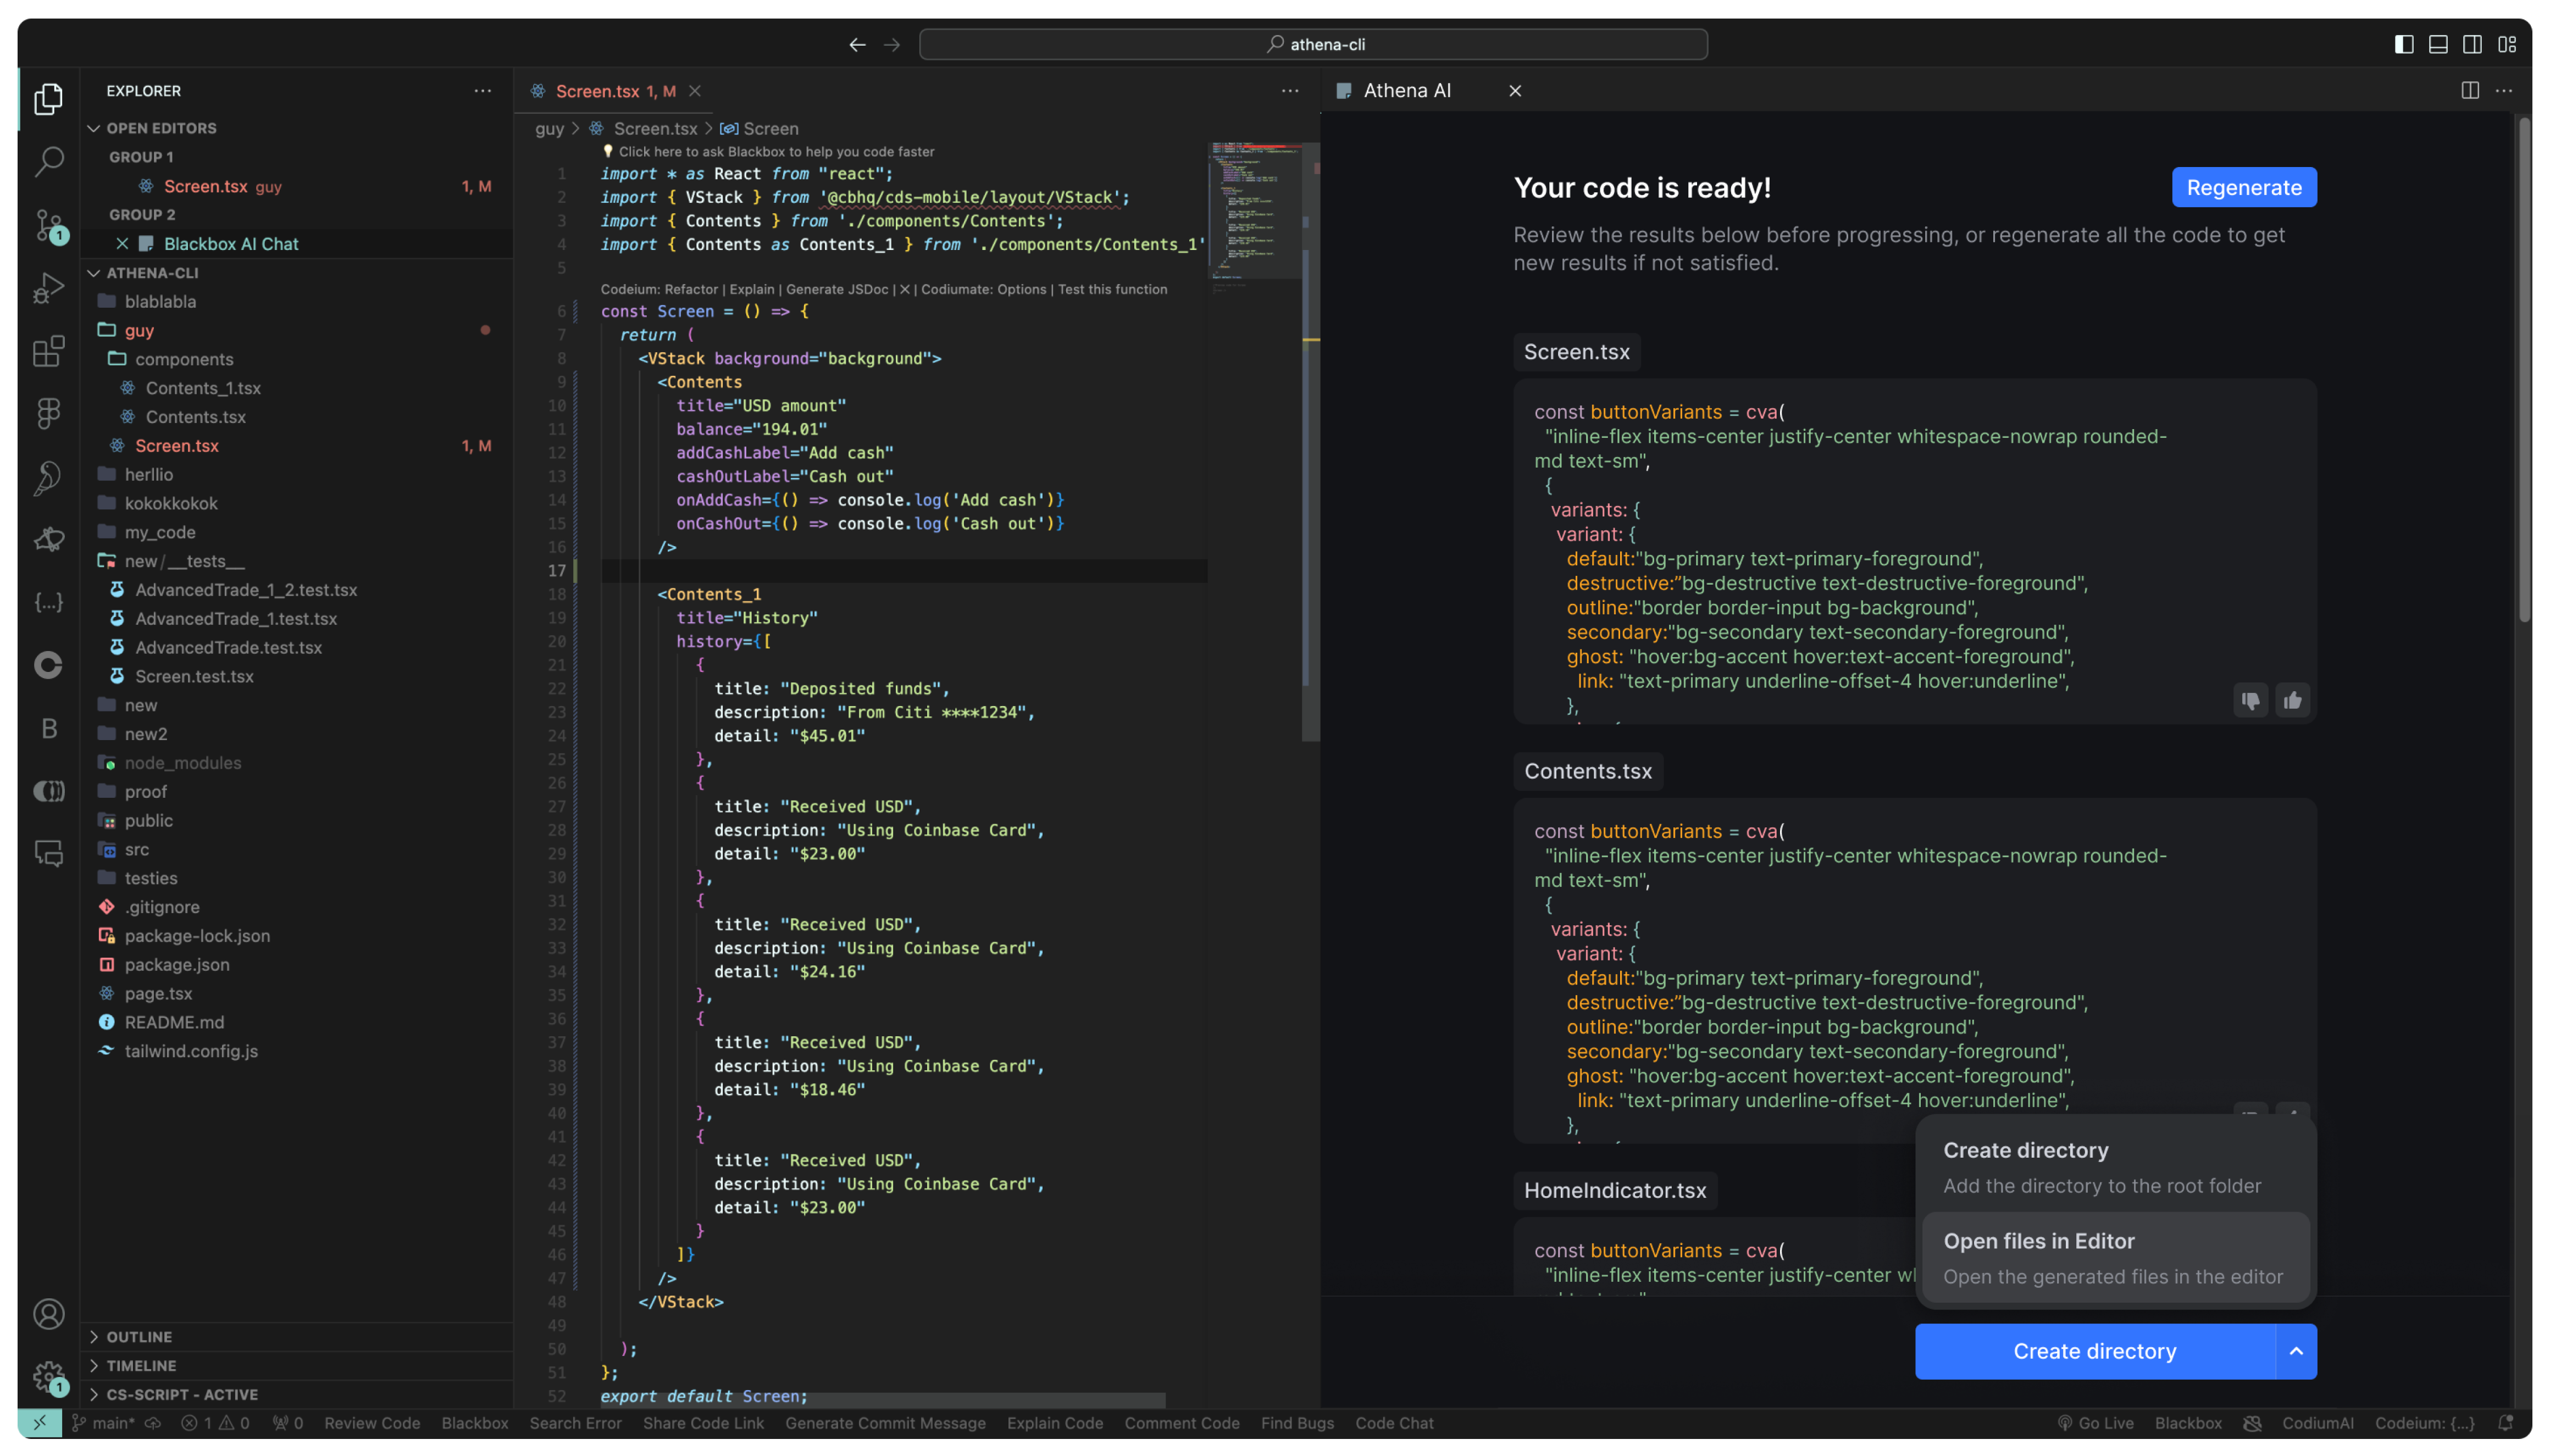 athena-cli
EXPLORER
OPEN EDITORS
GROUP 1
Screen.tsx guy 1, M
GROUP 2
Blackbox AI Chat
ATHENA-CLI
blablabla
guy
components
Contents_1.tsx
Contents.tsx
Screen.tsx 1, M
herllio
kokokkokok
my_code
new/__tests__
AdvancedTrade_1_2.test.tsx
AdvancedTrade_1.test.tsx
AdvancedTrade.test.tsx
Screen.test.tsx
new
new2
node_modules
proof
public
src
testies
.gitignore
package-lock.json
package.json
page.tsx
README.md
tailwind.config.js
OUTLINE
TIMELINE
CS-SCRIPT - ACTIVE
Screen.tsx 1, M
guy > Screen.tsx > Screen
Click here to ask Blackbox to help you code faster
1 import * as React from "react";
2 import { VStack } from '@cbhq/cds-mobile/layout/VStack';
3 import { Contents } from './components/Contents';
4 import { Contents as Contents_1 } from './components/Contents_1'
5
Codeium: Refactor | Explain | Generate JSDoc | X | Codiumate: Options | Test this function
6 const Screen = () => {
7 return (
8 <VStack background="background">
9 <Contents
10 title="USD amount"
11 balance="194.01"
12 addCashLabel="Add cash"
13 cashOutLabel="Cash out"
14 onAddCash={() => console.log('Add cash')}
15 onCashOut={() => console.log('Cash out')}
16 />
17
18 <Contents_1
19 title="History"
20 history={[
21 {
22 title: "Deposited funds",
23 description: "From Citi ****1234",
24 detail: "$45.01"
25 },
26 {
27 title: "Received USD",
28 description: "Using Coinbase Card",
29 detail: "$23.00"
30 },
31 {
32 title: "Received USD",
33 description: "Using Coinbase Card",
34 detail: "$24.16"
35 },
36 {
37 title: "Received USD",
38 description: "Using Coinbase Card",
39 detail: "$18.46"
40 },
41 {
42 title: "Received USD",
43 description: "Using Coinbase Card",
44 detail: "$23.00"
45 }
46 ]}
47 />
48 </VStack>
49
50 );
51 };
52 export default Screen;
Athena AI
Your code is ready!
Regenerate
Review the results below before progressing, or regenerate all the code to get
new results if not satisfied.
Screen.tsx
const buttonVariants = cva(
"inline-flex items-center justify-center whitespace-nowrap rounded-
md text-sm",
{
variants: {
variant: {
default:"bg-primary text-primary-foreground",
destructive:”bg-destructive text-destructive-foreground",
outline:"border border-input bg-background",
secondary:"bg-secondary text-secondary-foreground",
ghost: "hover:bg-accent hover:text-accent-foreground",
link: "text-primary underline-offset-4 hover:underline",
},
Contents.tsx
const buttonVariants = cva(
"inline-flex items-center justify-center whitespace-nowrap rounded-
md text-sm",
{
variants: {
variant: {
default:"bg-primary text-primary-foreground",
destructive:”bg-destructive text-destructive-foreground",
outline:"border border-input bg-background",
secondary:"bg-secondary text-secondary-foreground",
ghost: "hover:bg-accent hover:text-accent-foreground",
link: "text-primary underline-offset-4 hover:underline",
},
HomeIndicator.tsx
const buttonVariants = cva(
"inline-flex items-center justify-center
Create directory
Add the directory to the root folder
Open files in Editor
Open the generated files in the editor
Create directory
1
{...}
B
1
main* 1 0 0 Review Code Blackbox Search Error Share Code Link Generate Commit Message Explain Code Comment Code Find Bugs Code Chat Go Live Blackbox CodiumAI Codeium: {...}